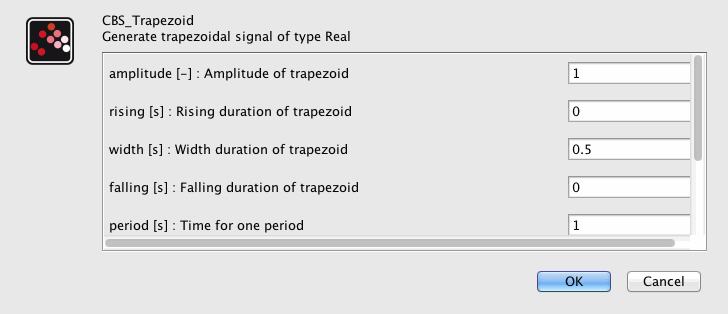 CBS_Trapezoid
Generate trapezoidal signal of type Real
amplitude [-] : Amplitude of trapezoid 1
rising [s] : Rising duration of trapezoid 0
width [s] : Width duration of trapezoid 0.5
falling [s] : Falling duration of trapezoid 0
period [s] : Time for one period 1
OK Cancel